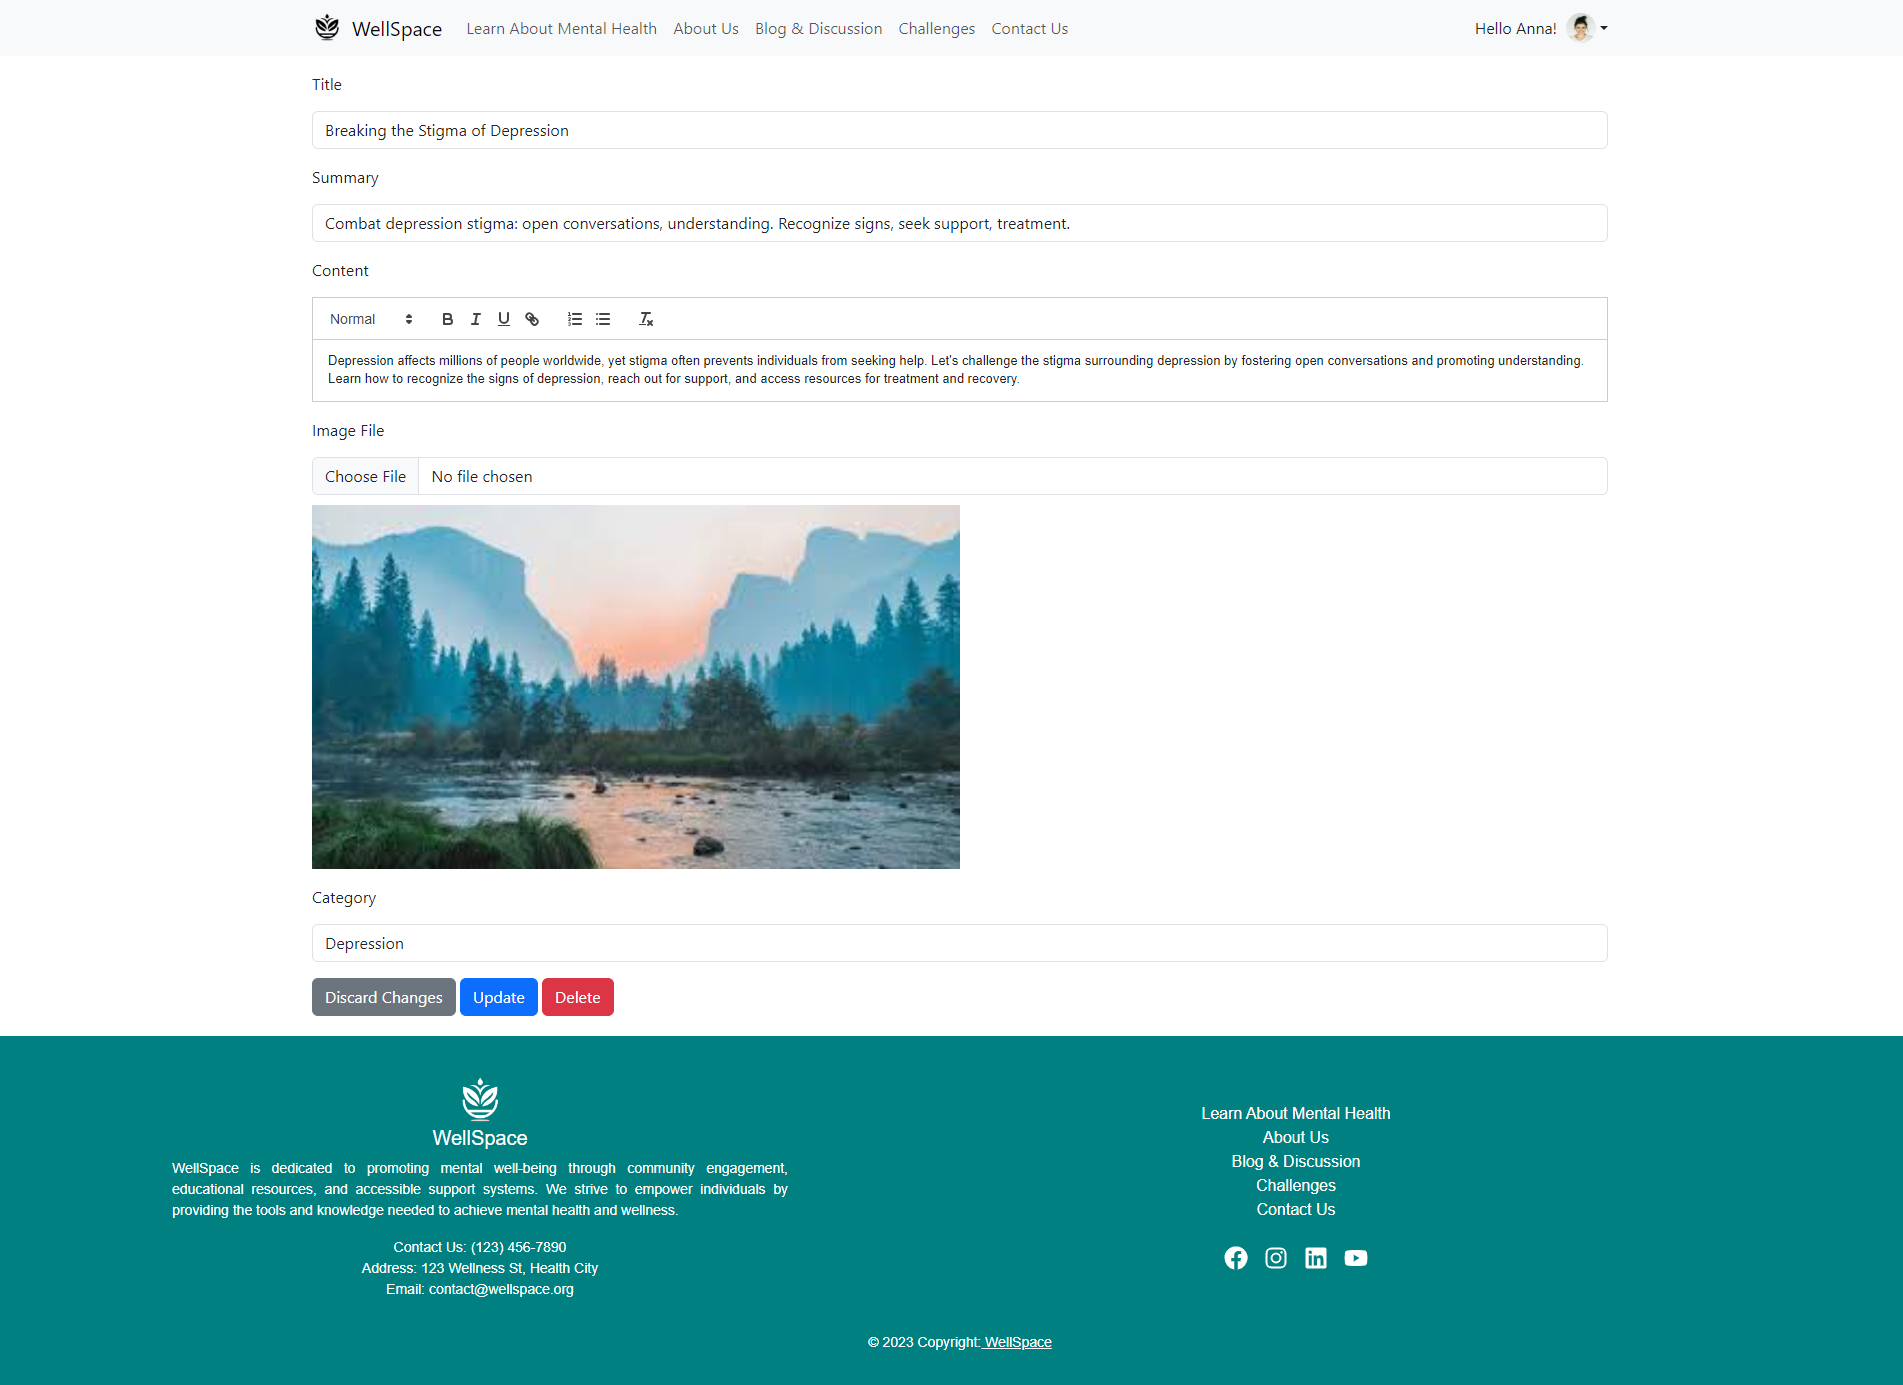 WellSpace Learn About Mental Health About Us Blog & Discussion Challenges Contact Us Hello Anna!
Title
Breaking the Stigma of Depression
Summary
Combat depression stigma: open conversations, understanding. Recognize signs, seek support, treatment.
Content
Normal
Depression affects millions of people worldwide, yet stigma often prevents individuals from seeking help. Let's challenge the stigma surrounding depression by fostering open conversations and promoting understanding.
Learn how to recognize the signs of depression, reach out for support, and access resources for treatment and recovery.
Image File
Choose File No file chosen
Category
Depression
Discard Changes Update Delete
WellSpace
WellSpace is dedicated to promoting mental well-being through community engagement,
educational resources, and accessible support systems. We strive to empower individuals by
providing the tools and knowledge needed to achieve mental health and wellness.
Contact Us: (123) 456-7890
Address: 123 Wellness St, Health City
Email: contact@wellspace.org
Learn About Mental Health
About Us
Blog & Discussion
Challenges
Contact Us
© 2023 Copyright: WellSpace